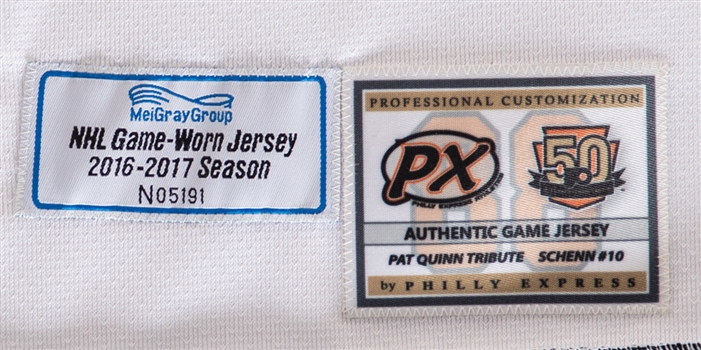 MeiGrayGroup
NHL Game-Worn Jersey
2016-2017 Season
N05191
PROFESSIONAL CUSTOMIZATION
PX
50
AUTHENTIC GAME JERSEY
PAT QUINN TRIBUTE SCHENN #10
by PHILLY EXPRESS